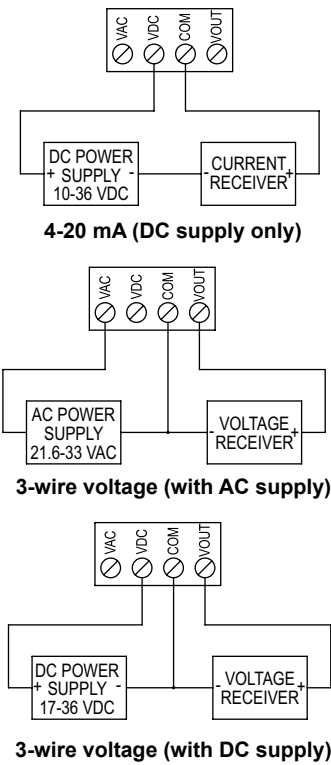 VAC VDC COM VOUT
DC POWER
+ SUPPLY -
10-36 VDC
CURRENT
- RECEIVER +
4-20 mA (DC supply only)
VAC VDC COM VOUT
AC POWER
SUPPLY
21.6-33 VAC
VOLTAGE
- RECEIVER +
3-wire voltage (with AC supply)
VAC VDC COM VOUT
DC POWER
+ SUPPLY -
17-36 VDC
VOLTAGE
- RECEIVER +
3-wire voltage (with DC supply)